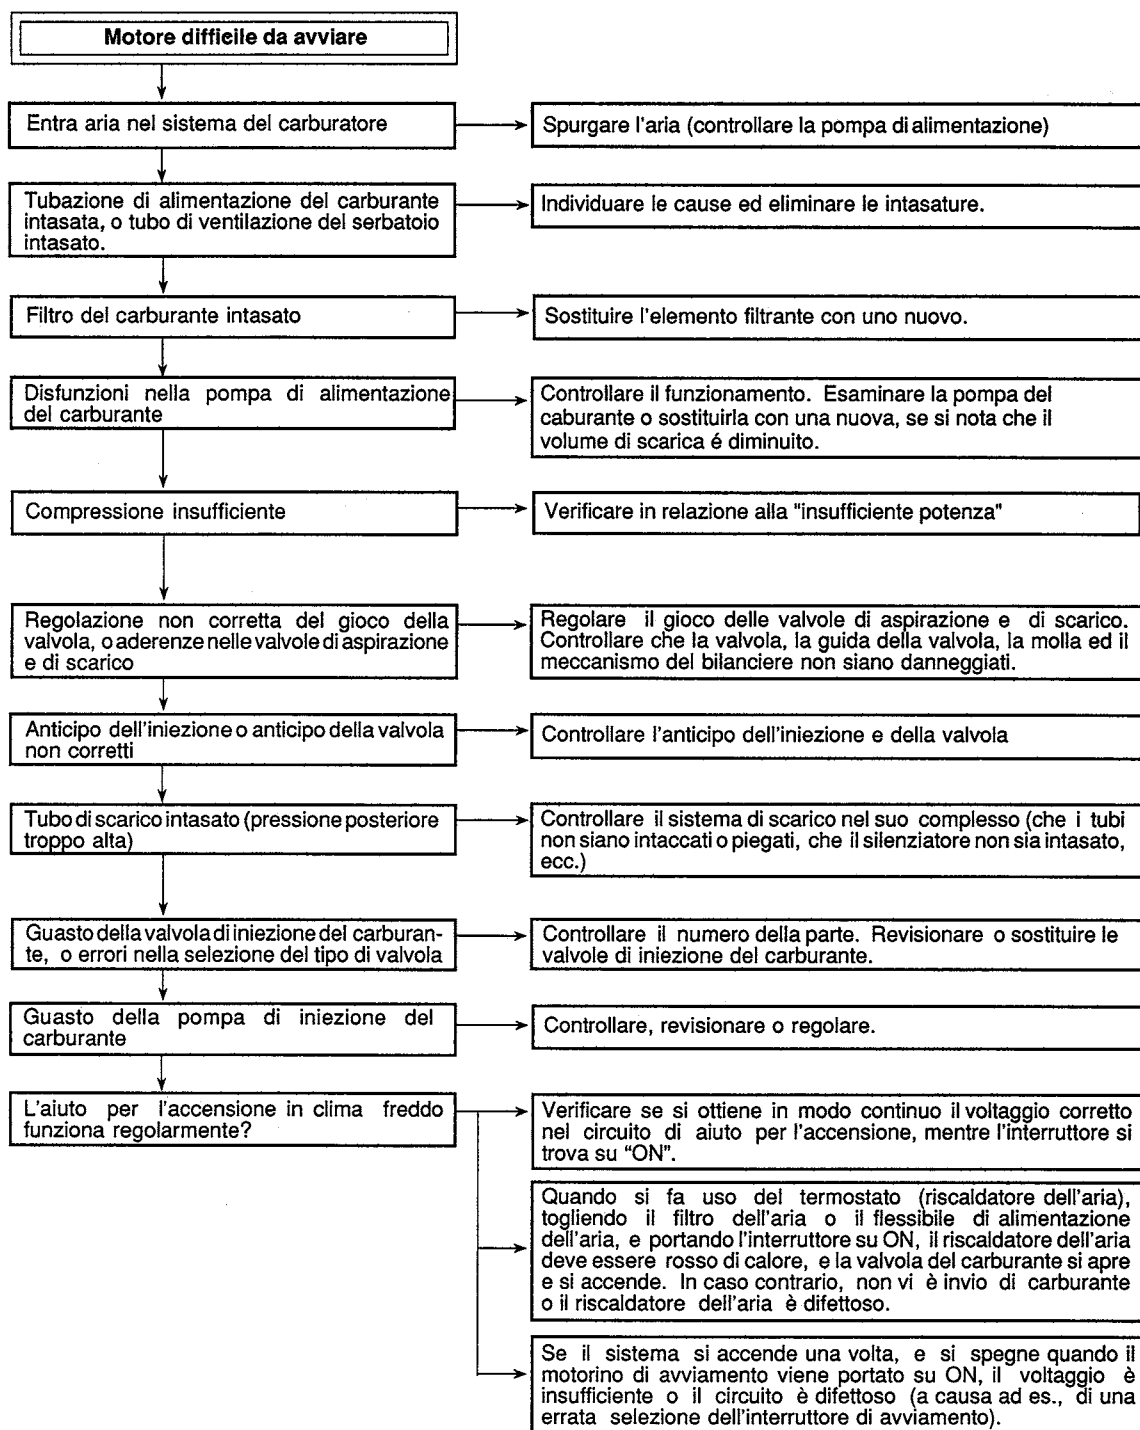 Motore difficile da avviare
Entra aria nel sistema del carburatore
Spurgare l'aria (controllare la pompa di alimentazione)
Tubazione di alimentazione del carburante
intasata, o tubo di ventilazione del serbatoio
intasato.
Individuare le cause ed eliminare le intasature.
Filtro del carburante intasato
Sostituire l'elemento filtrante con uno nuovo.
Disfunzioni nella pompa di alimentazione
del carburante
Controllare il funzionamento. Esaminare la pompa del
caburante o sostituirla con una nuova, se si nota che il
volume di scarica é diminuito.
Compressione insufficiente
Verificare in relazione alla "insufficiente potenza"
Regolazione non corretta del gioco della
valvola, o aderenze nelle valvole di aspirazione
e di scarico
Regolare il gioco delle valvole di aspirazione e di scarico.
Controllare che la valvola, la guida della valvola, la molla ed il
meccanismo del bilanciere non siano danneggiati.
Anticipo dell'iniezione o anticipo della valvola
non corretti
Controllare l'anticipo dell'iniezione e della valvola
Tubo di scarico intasato (pressione posteriore
troppo alta)
Controllare il sistema di scarico nel suo complesso (che i tubi
non siano intaccati o piegati, che il silenziatore non sia intasato,
ecc.)
Guasto della valvola di iniezione del carburan-
te, o errori nella selezione del tipo di valvola
Controllare il numero della parte. Revisionare o sostituire le
valvole di iniezione del carburante.
Guasto della pompa di iniezione del
carburante
Controllare, revisionare o regolare.
L'aiuto per l'accensione in clima freddo
funziona regolarmente?
Verificare se si ottiene in modo continuo il voltaggio corretto
nel circuito di aiuto per l'accensione, mentre l'interruttore si
trova su "ON".
Quando si fa uso del termostato (riscaldatore dell'aria),
togliendo il filtro dell'aria o il flessibile di alimentazione
dell'aria, e portando l'interruttore su ON, il riscaldatore dell'aria
deve essere rosso di calore, e la valvola del carburante si apre
e si accende. In caso contrario, non vi è invio di carburante
o il riscaldatore dell'aria è difettoso.
Se il sistema si accende una volta, e si spegne quando il
motorino di avviamento viene portato su ON, il voltaggio è
insufficiente o il circuito è difettoso (a causa ad es., di una
errata selezione dell'interruttore di avviamento).